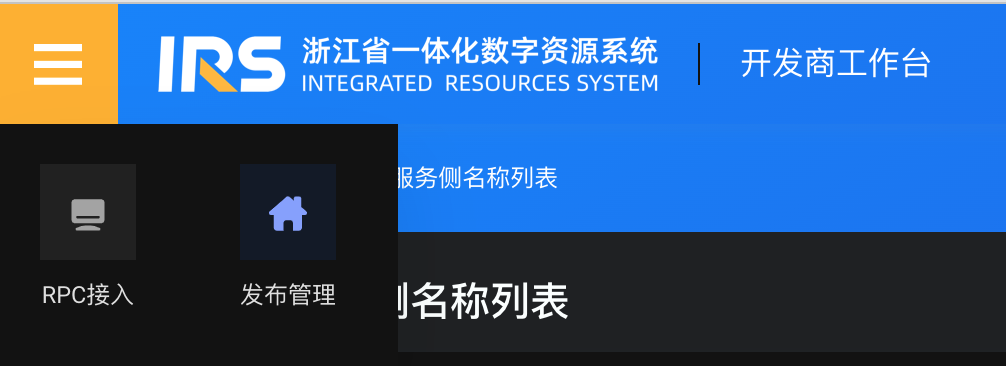 IRS 浙江省一体化数字资源系统 开发商工作台
INTEGRATED RESOURCES SYSTEM
服务侧名称列表
RPC接入 发布管理
侧名称列表